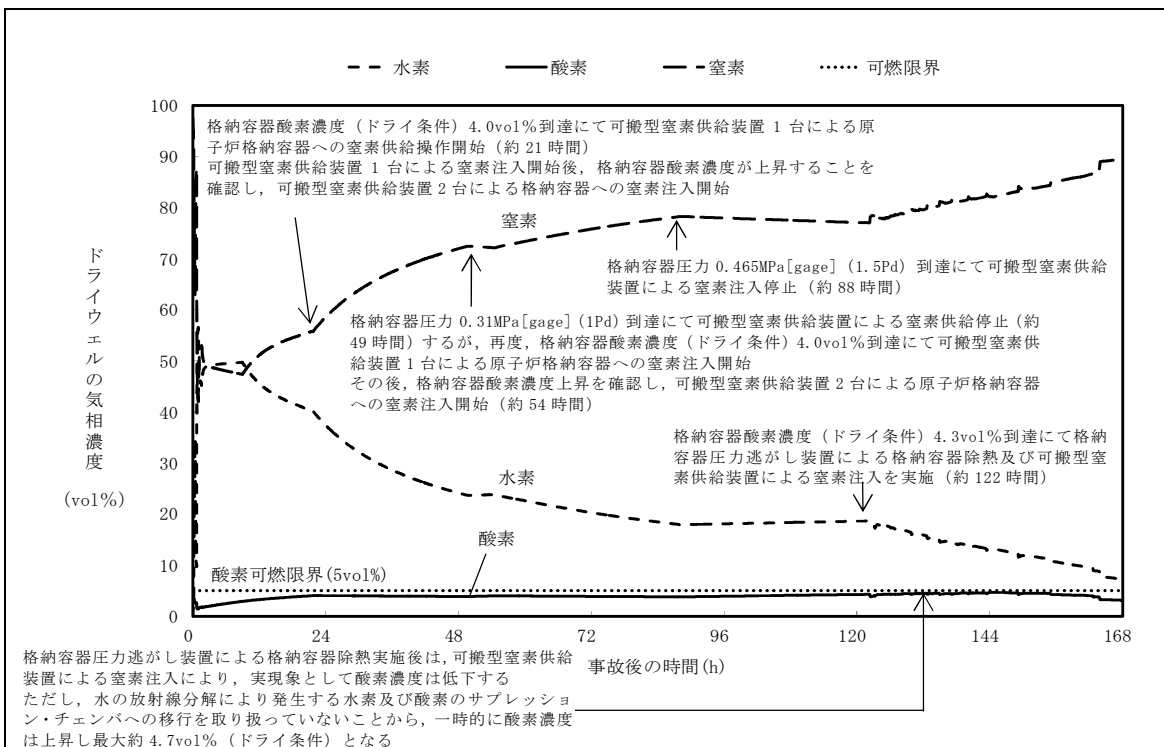 水素 酸素 窒素 可燃限界
100
90
80
70
60
50
40
30
20
10
0
ドライウェルの気相濃度
(vol%)
格納容器酸素濃度（ドライ条件）4.0vol%到達にて可搬型窒素供給装置 1 台による原
子炉格納容器への窒素供給操作開始（約 21 時間）
可搬型窒素供給装置 1 台による窒素注入開始後，格納容器酸素濃度が上昇することを
確認し，可搬型窒素供給装置 2 台による格納容器への窒素注入開始
窒素
格納容器圧力 0.465MPa[gage] (1.5Pd) 到達にて可搬型窒素供給
装置による窒素注入停止（約 88 時間）
格納容器圧力 0.31MPa[gage] (1Pd) 到達にて可搬型窒素供給装置による窒素供給停止（約
49 時間）するが，再度，格納容器酸素濃度（ドライ条件）4.0vol%到達にて可搬型窒素供
給装置 1 台による原子炉格納容器への窒素注入開始
その後，格納容器酸素濃度上昇を確認し，可搬型窒素供給装置 2 台による原子炉格納容器
への窒素注入開始（約 54 時間）
格納容器酸素濃度（ドライ条件）4.3vol%到達にて格納
容器圧力逃がし装置による格納容器除熱及び可搬型窒
素供給装置による窒素注入を実施（約 122 時間）
水素
酸素
酸素可燃限界(5vol%)
0 24 48 72 96 120 144 168
事故後の時間(h)
格納容器圧力逃がし装置による格納容器除熱実施後は，可搬型窒素供給
装置による窒素注入により，実現象として酸素濃度は低下する
ただし，水の放射線分解により発生する水素及び酸素のサプレッショ
ン・チェンバへの移行を取り扱っていないことから，一時的に酸素濃度
は上昇し最大約 4.7vol%（ドライ条件）となる